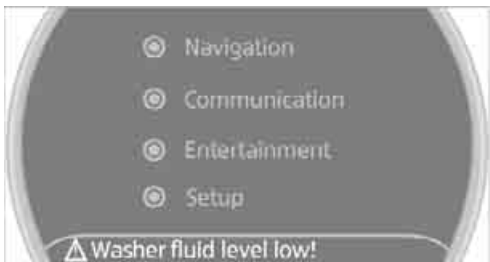 Navigation
Communication
Entertainment
Setup
Washer fluid level low!